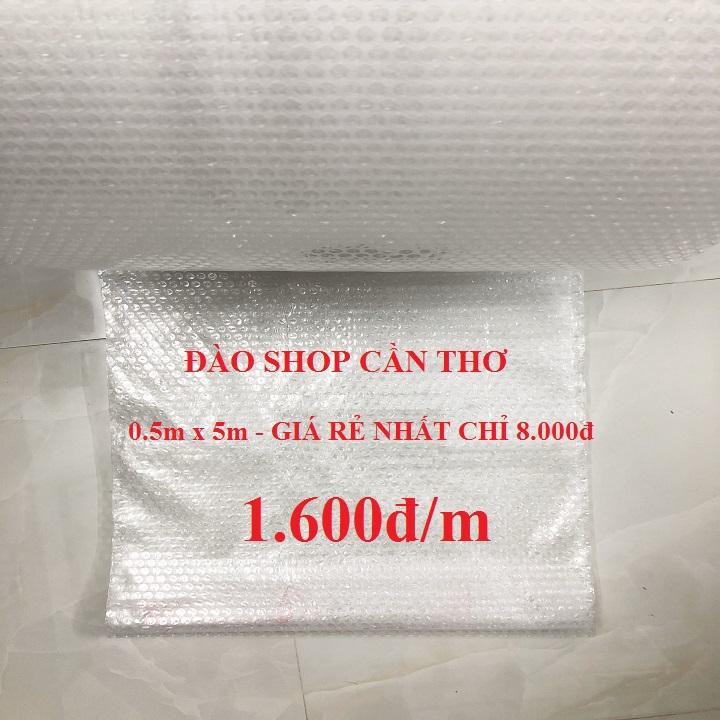 ĐÀO SHOP CẦN THƠ
0.5m x 5m - GIÁ RẺ NHẤT CHỈ 8.000đ
1.600đ/m